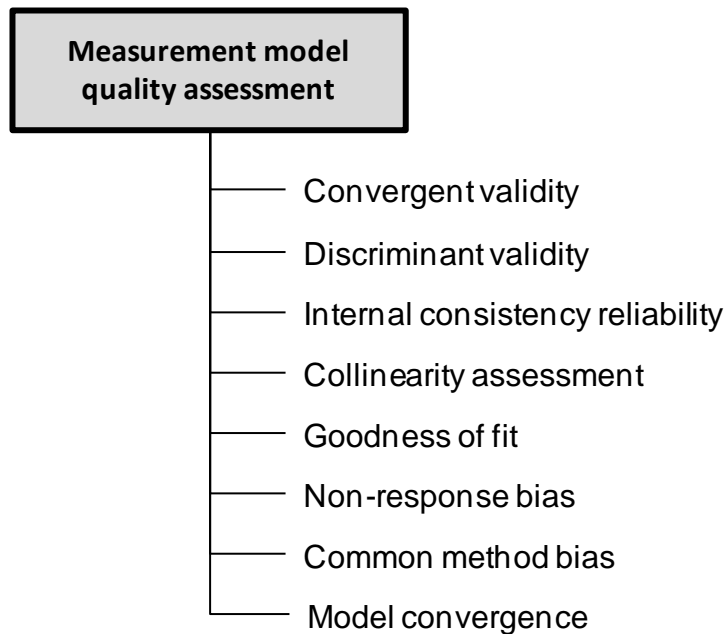 Measurement model
quality assessment
Convergent validity
Discriminant validity
Internal consistency reliability
Collinearity assessment
Goodness of fit
Non-response bias
Common method bias
Model convergence